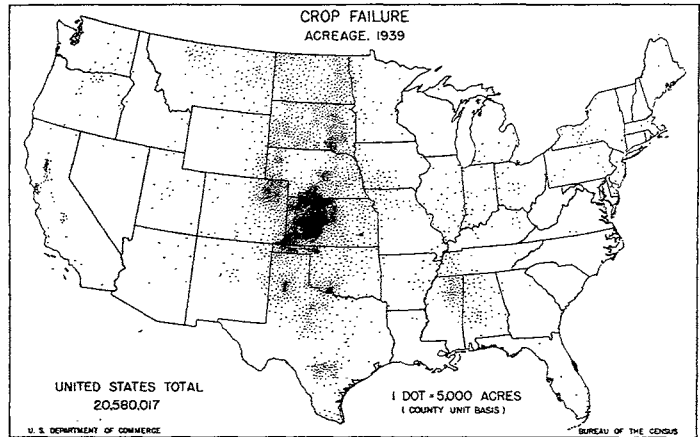 CROP FAILURE
ACREAGE, 1939
UNITED STATES TOTAL
20,580,017
1 DOT = 5,000 ACRES
( COUNTY UNIT BASIS )
U. S. DEPARTMENT OF COMMERCE
BUREAU OF THE CENSUS